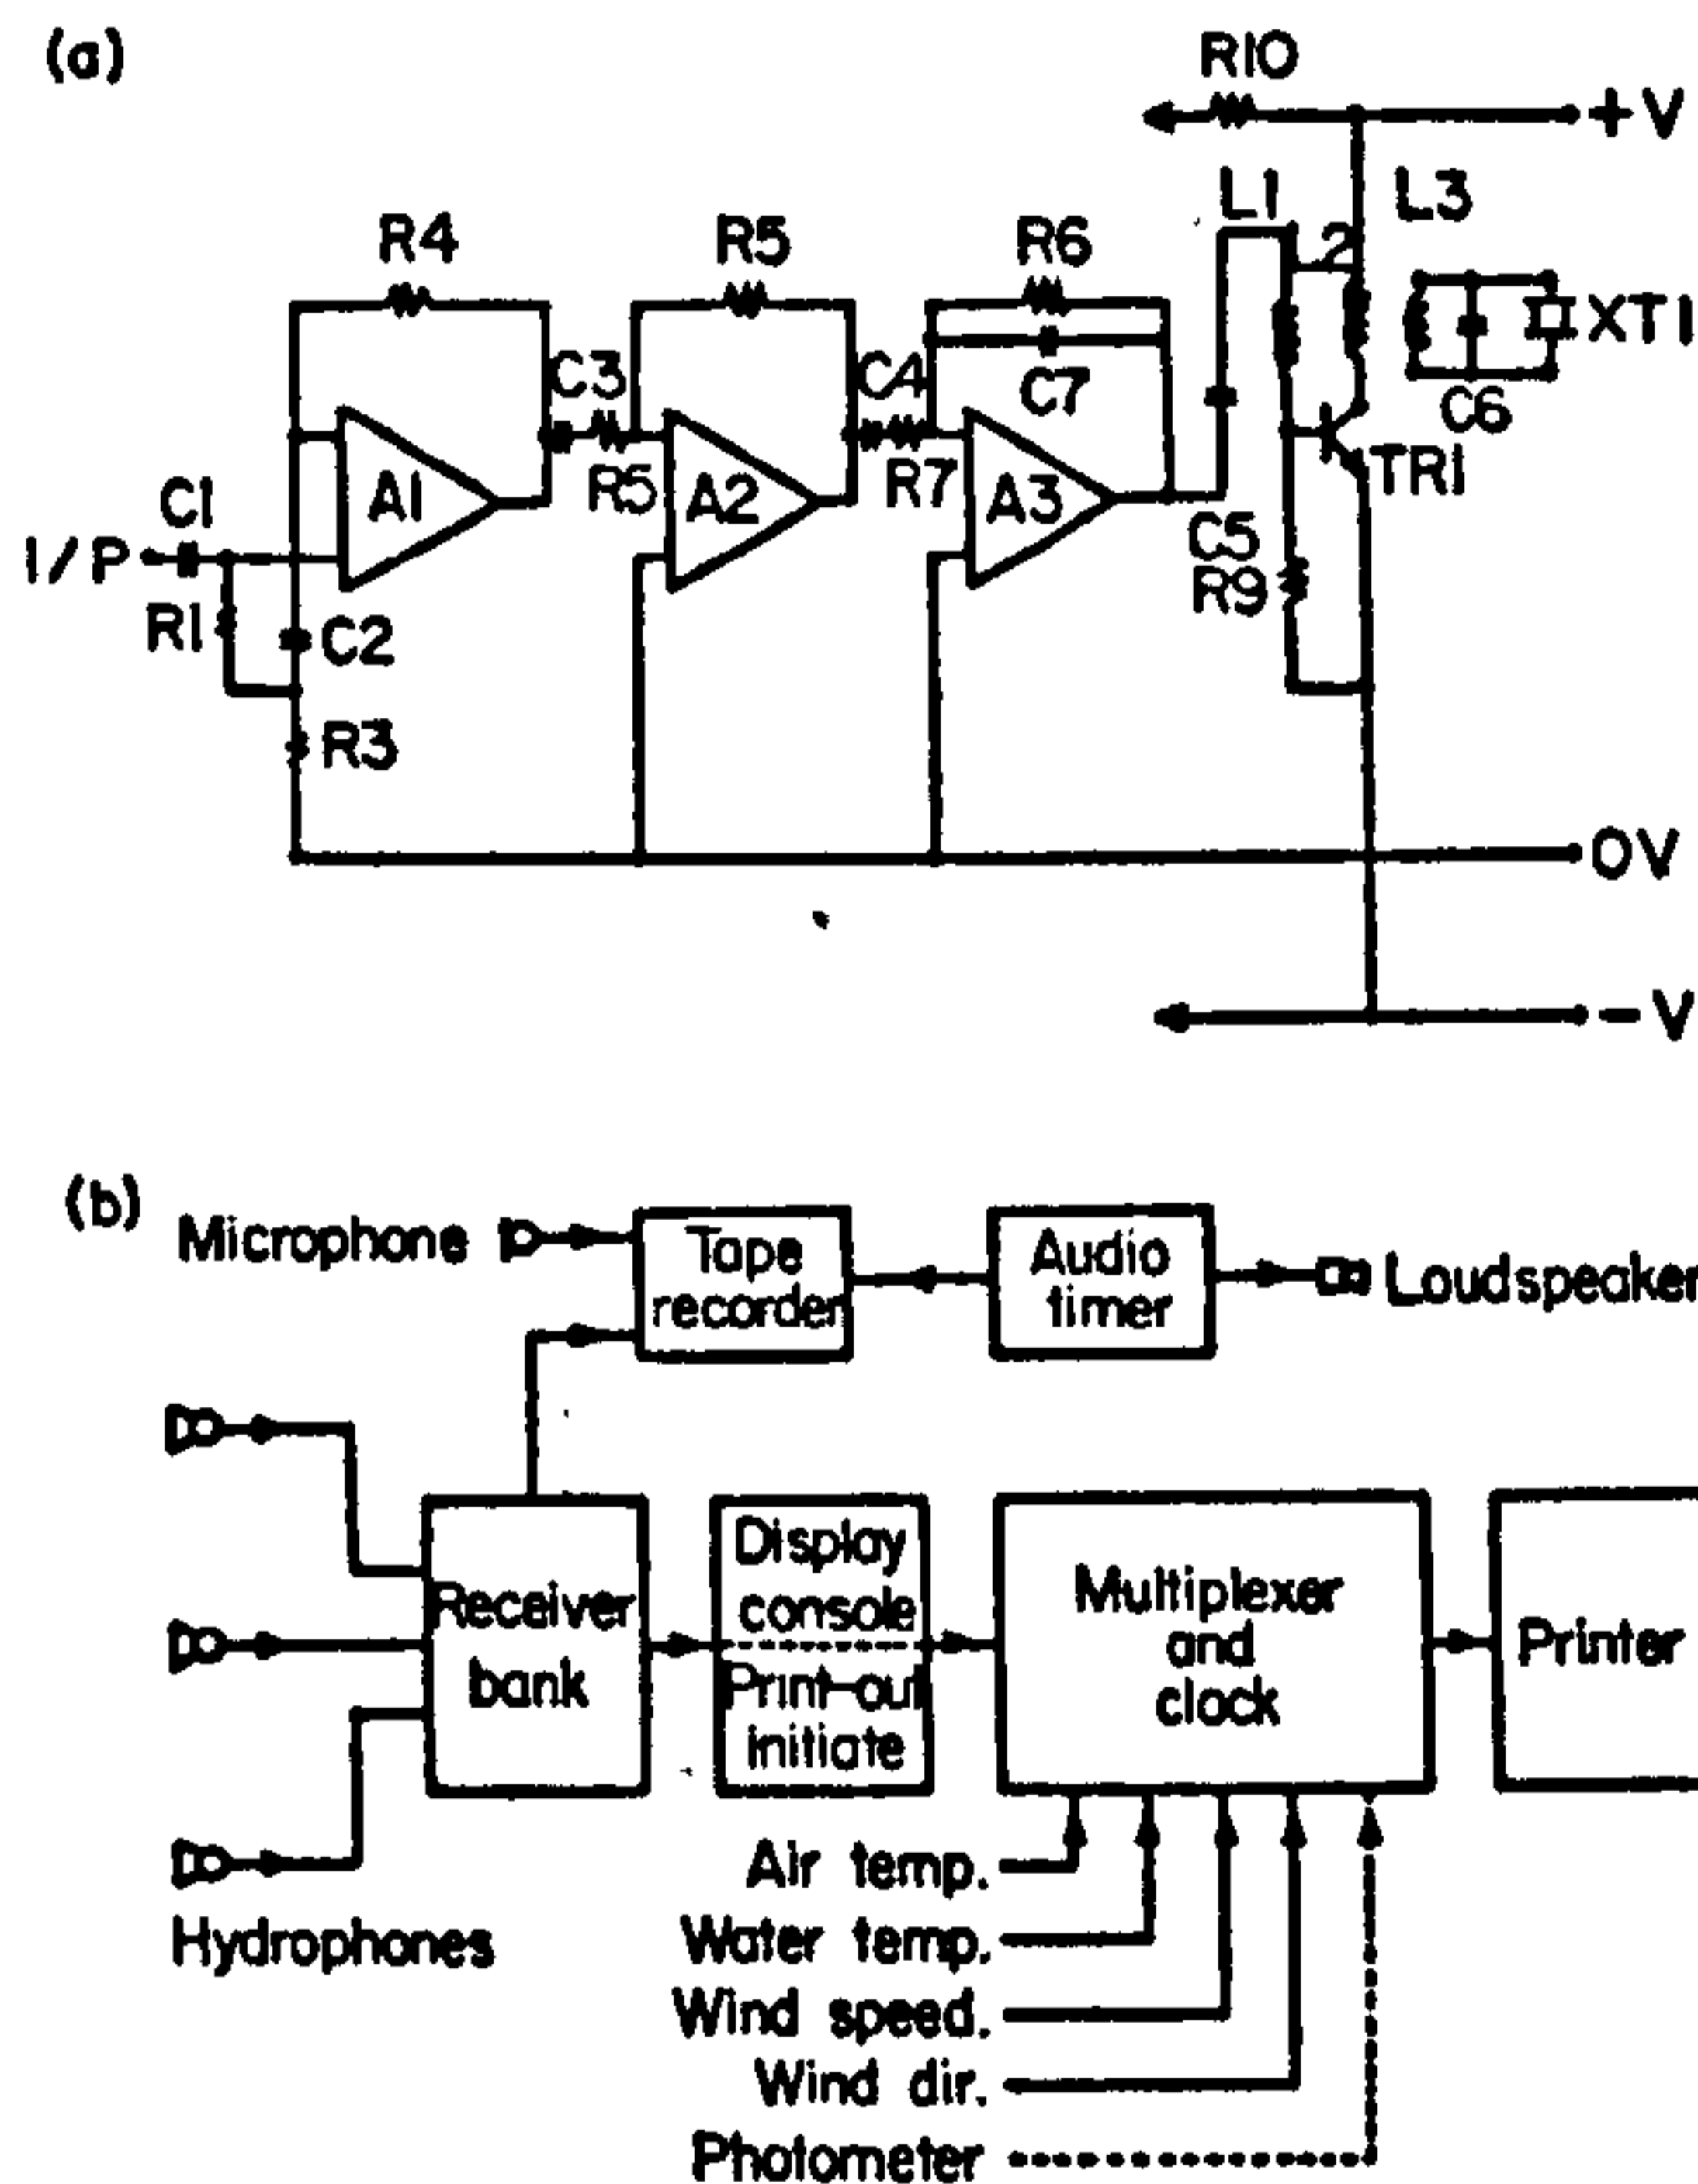 (a)
R10
+V
L1
L3
2
R4
R5
R6
XT1
C3
C4
C7
C6
A1
R5
A2
R7
A3
TR1
C1
I/P
C5
R9
R1
C2
R3
0V
-V
(b)
Microphone
Tape
recorder
Audio
timer
Loudspeaker
Receiver
bank
Display
console
Print-out
initiate
Multiplexer
and
clock
Printer
Hydrophones
Air temp.
Water temp.
Wind speed.
Wind dir.
Photometer